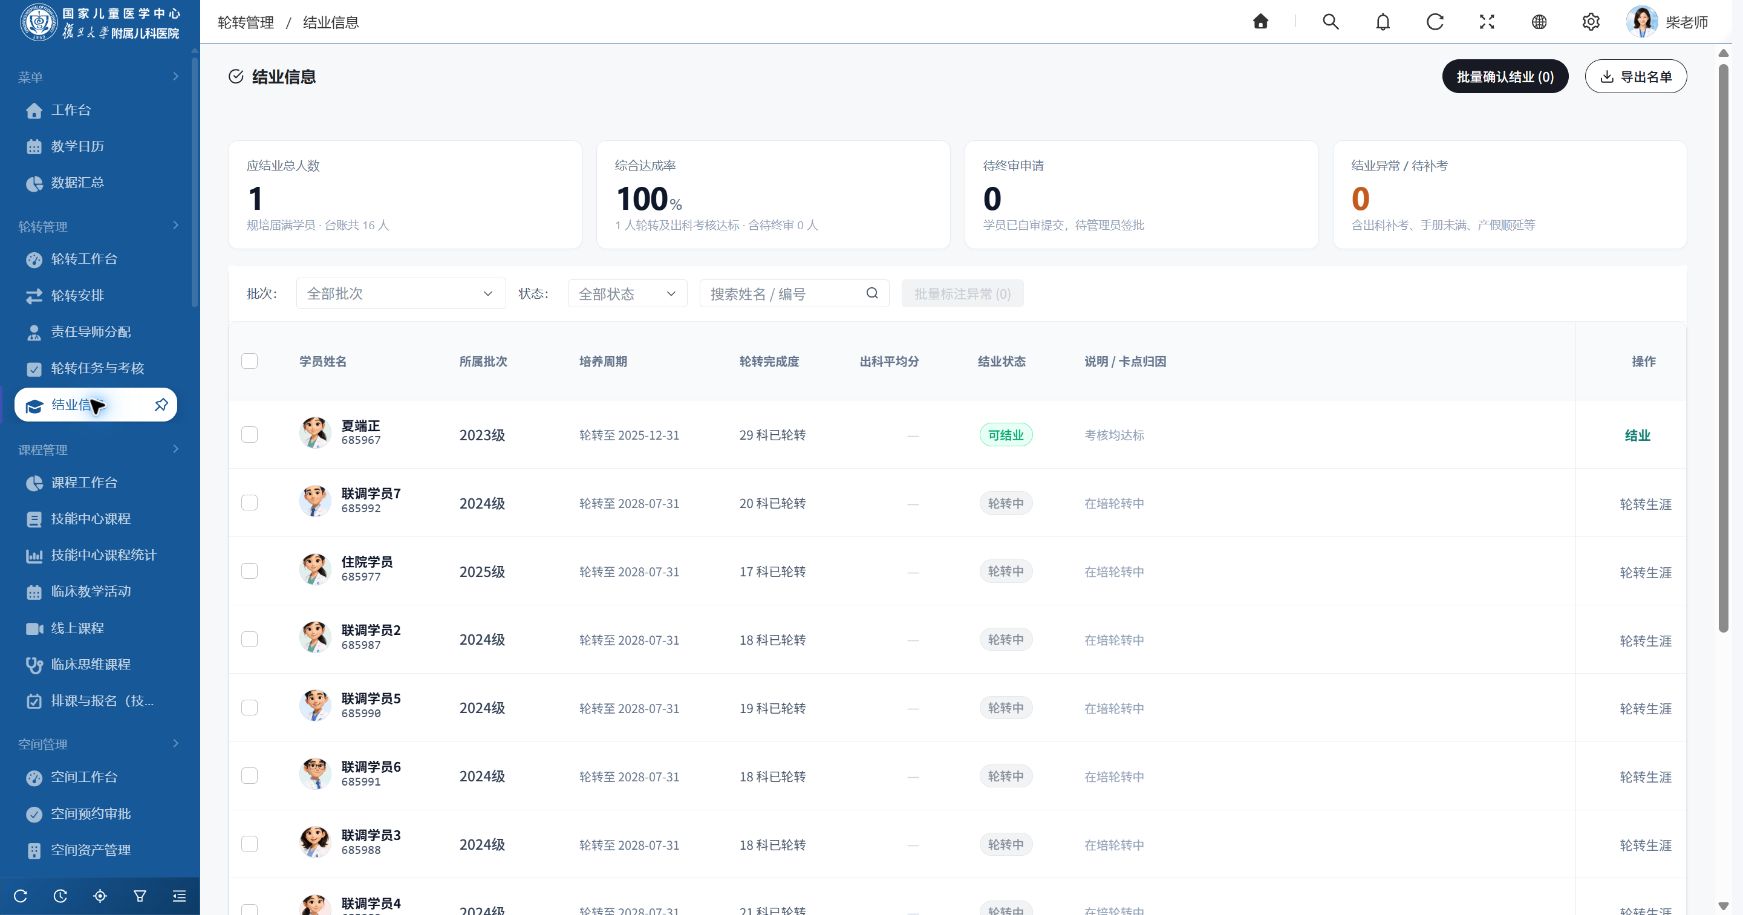 国家儿童医学中心
复旦大学附属儿科医院
轮转管理 / 结业信息
柴老师
菜单
工作台
教学日历
数据汇总
轮转管理
轮转工作台
轮转安排
责任导师分配
轮转任务与考核
结业信
课程管理
课程工作台
技能中心课程
技能中心课程统计
临床教学活动
线上课程
临床思维课程
排课与报名（技...
空间管理
空间工作台
空间预约审批
空间资产管理
结业信息
批量确认结业 (0)
导出名单
应结业总人数
1
规培届满学员 · 台账共 16 人
综合达成率
100%
1 人轮转及出科考核达标 · 含待终审 0 人
待终审申请
0
学员已自审提交，待管理员签批
结业异常 / 待补考
0
含出科补考、手册未满、产假顺延等
批次： 全部批次 状态： 全部状态 搜索姓名 / 编号 批量标注异常 (0)
学员姓名 所属批次 培养周期 轮转完成度 出科平均分 结业状态 说明 / 卡点归因 操作
夏端正
685967
2023级 轮转至 2025-12-31 29 科已轮转 — 可结业 考核均达标 结业
联调学员7
685992
2024级 轮转至 2028-07-31 20 科已轮转 — 轮转中 在培轮转中 轮转生涯
住院学员
685977
2025级 轮转至 2028-07-31 17 科已轮转 — 轮转中 在培轮转中 轮转生涯
联调学员2
685987
2024级 轮转至 2028-07-31 18 科已轮转 — 轮转中 在培轮转中 轮转生涯
联调学员5
685990
2024级 轮转至 2028-07-31 19 科已轮转 — 轮转中 在培轮转中 轮转生涯
联调学员6
685991
2024级 轮转至 2028-07-31 18 科已轮转 — 轮转中 在培轮转中 轮转生涯
联调学员3
685988
2024级 轮转至 2028-07-31 18 科已轮转 — 轮转中 在培轮转中 轮转生涯
联调学员4
2024级 轮转至 2028-07-31 21 科已轮转 — 轮转中 在培轮转中 轮转生涯